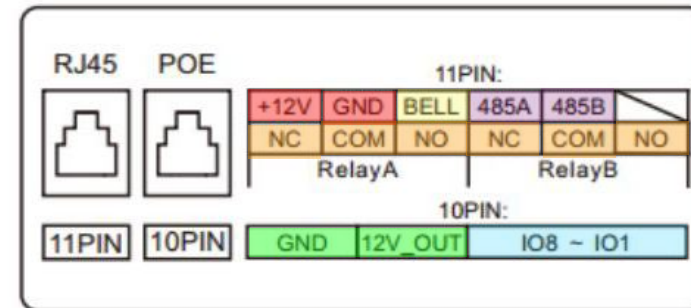 RJ45 POE 11PIN:
+12V GND BELL 485A 485B
NC COM NO NC COM NO
RelayA RelayB
10PIN:
11PIN 10PIN GND 12V_OUT IO8 ~ IO1